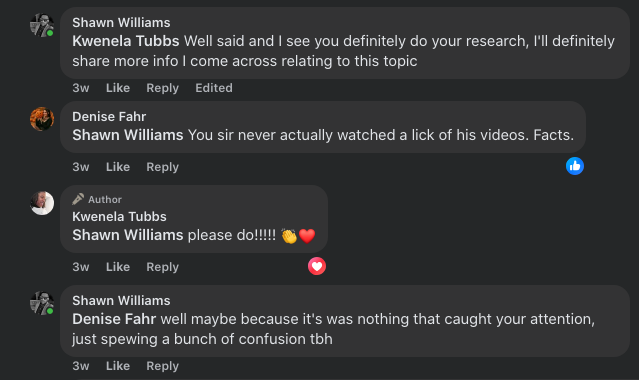 Shawn Williams
Kwenela Tubbs Well said and I see you definitely do your research, I'll definitely
share more info I come across relating to this topic
3w Like Reply Edited
Denise Fahr
Shawn Williams You sir never actually watched a lick of his videos. Facts.
3w Like Reply
Author
Kwenela Tubbs
Shawn Williams please do!!!!! 👏❤️
3w Like Reply
Shawn Williams
Denise Fahr well maybe because it's was nothing that caught your attention,
just spewing a bunch of confusion tbh
3w Like Reply